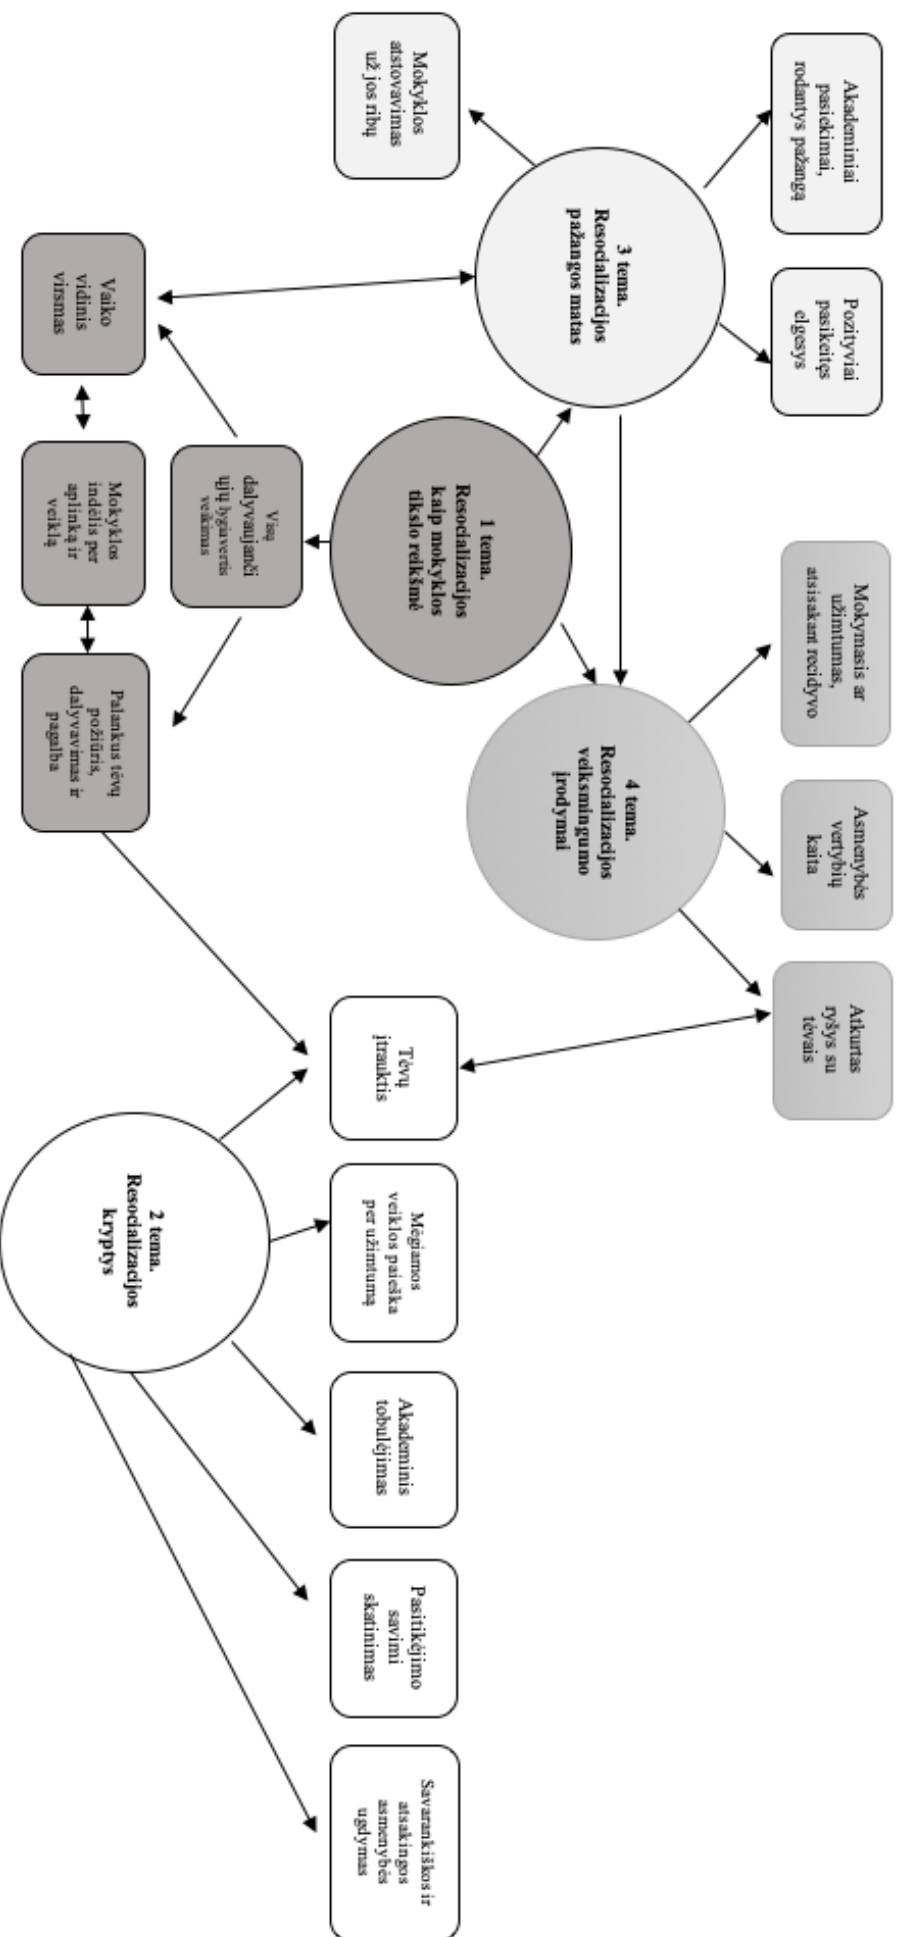 Akademiniai
pasiekimai,
rodantys pažangą
Pozityviai
pasikeitęs
elgesys
Mokymasis ar
užimtumas,
atsisakant recidyvo
Asmenybės
vertybių
kaita
Atkurtas
ryšys su
tėvais
3 tema.
Resocializacijos
pažangos matas
4 tema.
Resocializacijos
veiksmingumo
įrodymai
Mokyklos
atstovavimas
už jos ribų
1 tema.
Resocializacijos
kaip mokyklos
tikslo reikšmė
Tėvų
įtrauktis
Mėgiamos
veiklos paieška
per užimtumą
Akademinis
tobulėjimas
Pasitikėjimo
savimi
skatinimas
Savarankiškos ir
atsakingos
asmenybės
ugdymas
Visų
dalyvaujanči
ųjų lygiavertis
veikimas
2 tema.
Resocializacijos
kryptys
Vaiko
vidinis
virsmas
Mokyklos
indėlis per
aplinką ir
veiklą
Palankus tėvų
požiūris,
dalyvavimas ir
pagalba